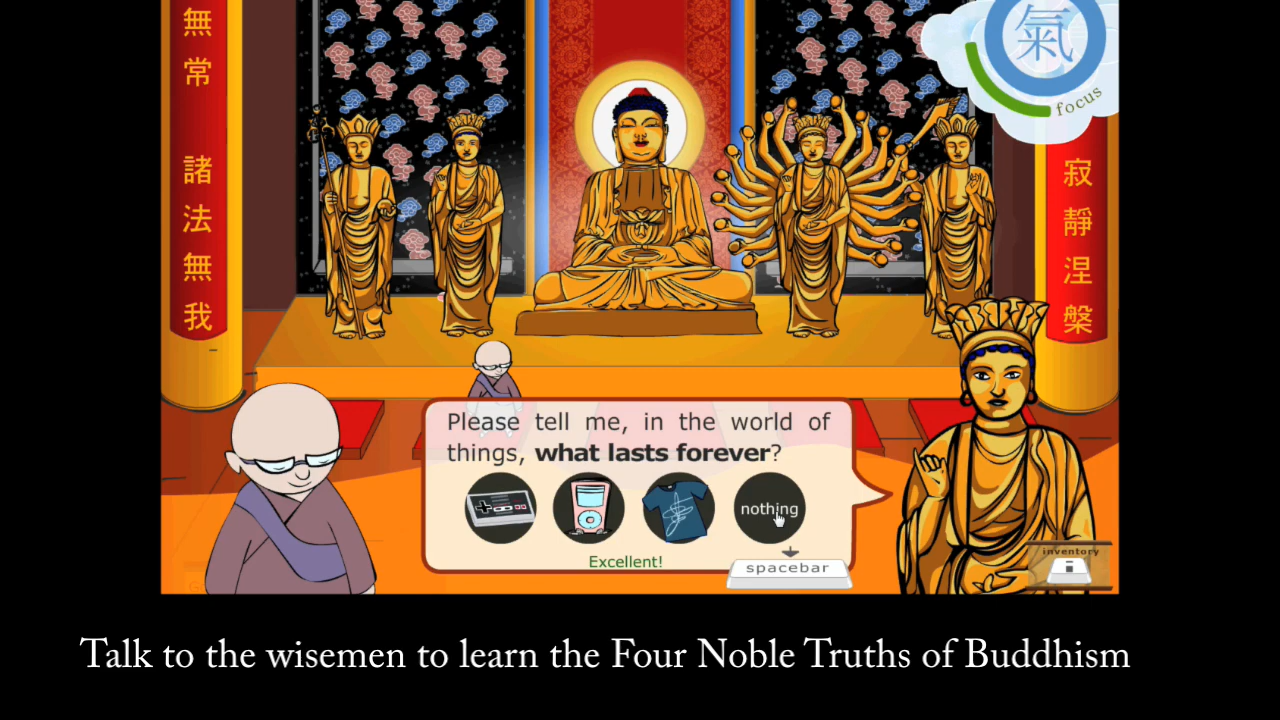 無常 諸法無我
氣
focus
寂靜涅槃
Please tell me, in the world of
things, what lasts forever?
nothing
Excellent!
spacebar
inventory
Talk to the wisemen to learn the Four Noble Truths of Buddhism